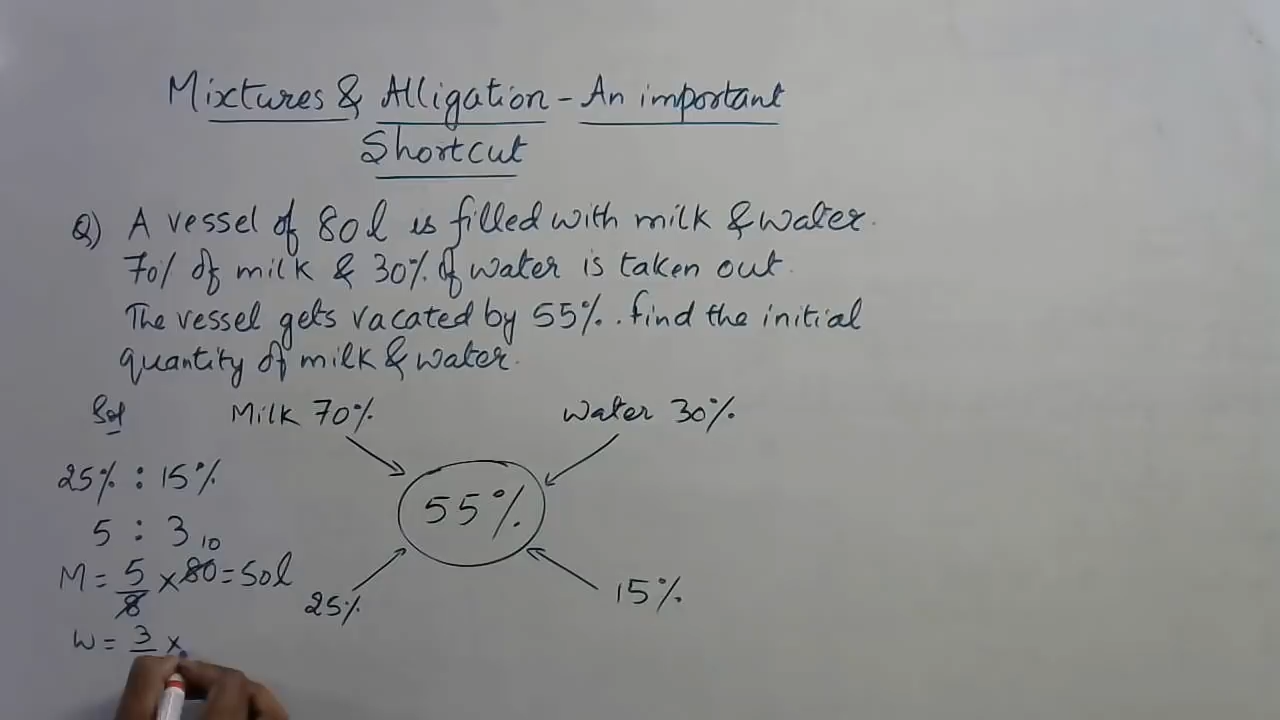 Mixtures & Alligation - An important
Shortcut
Q) A vessel of 80l is filled with milk & water.
70% of milk & 30% of water is taken out.
The vessel gets vacated by 55%. find the initial
quantity of milk & water.
Sol
Milk 70%
Water 30%
25% : 15%
55%
5 : 3
10
M = 5/8 × 80 = 50l
25%
15%
W = 3 ×